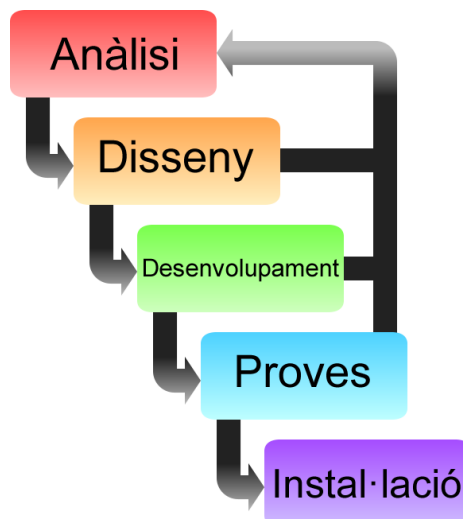 Anàlisi
Disseny
Desenvolupament
Proves
Instal·lació